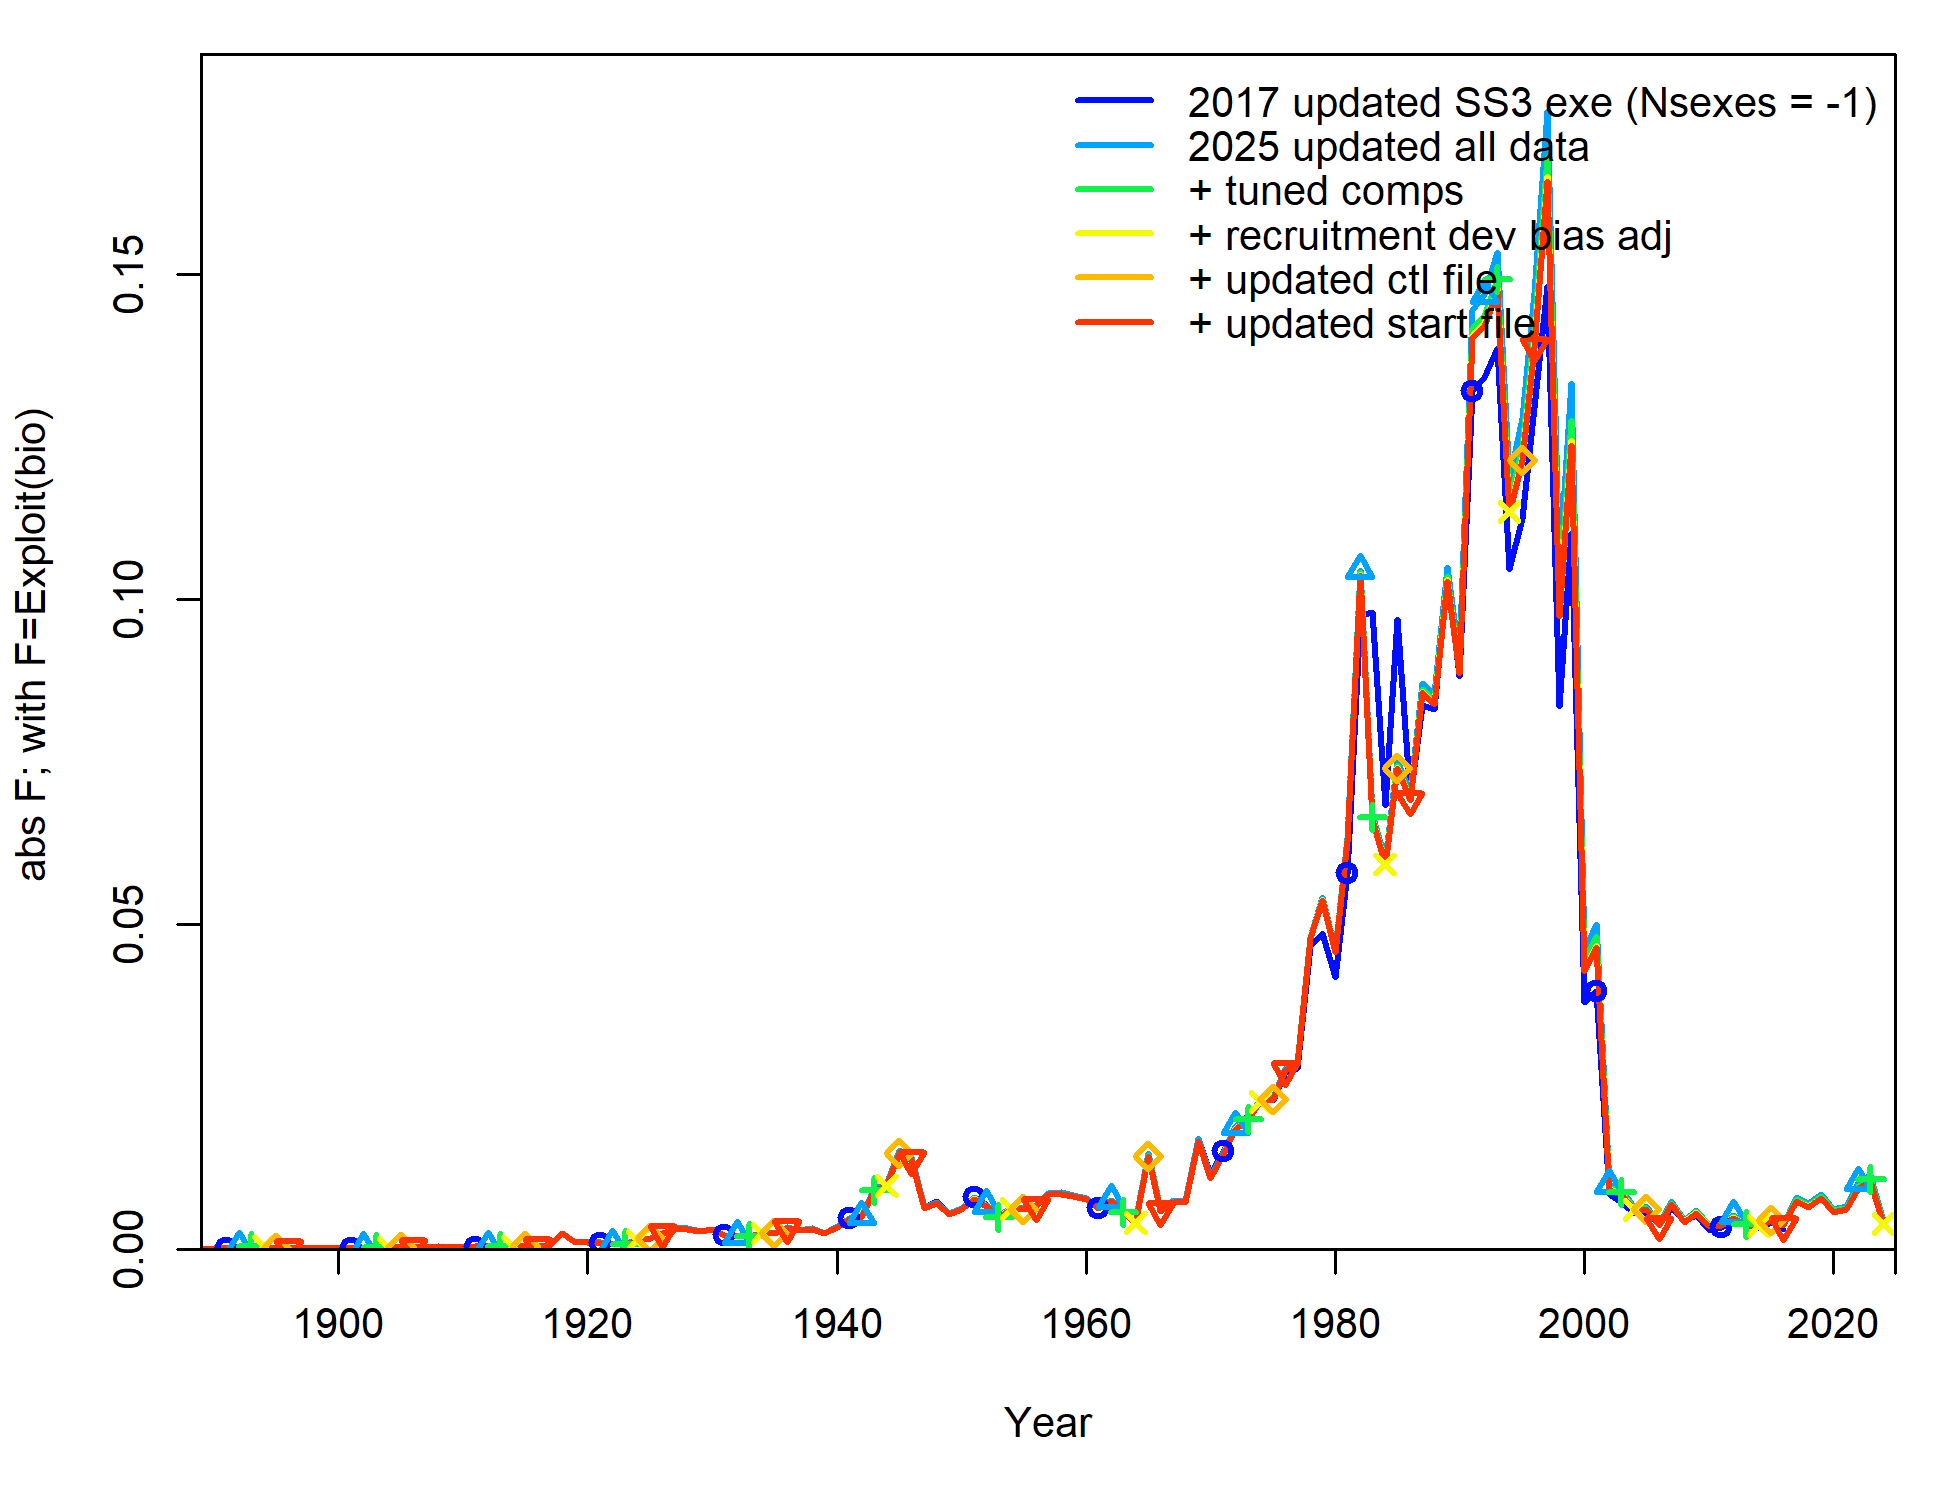 2017 updated SS3 exe (Nsexes = -1)
2025 updated all data
+ tuned comps
+ recruitment dev bias adj
+ updated ctl file
+ updated start file
abs F; with F=Exploit(bio)
0.15
0.10
0.05
0.00
1900 1920 1940 1960 1980 2000 2020
Year